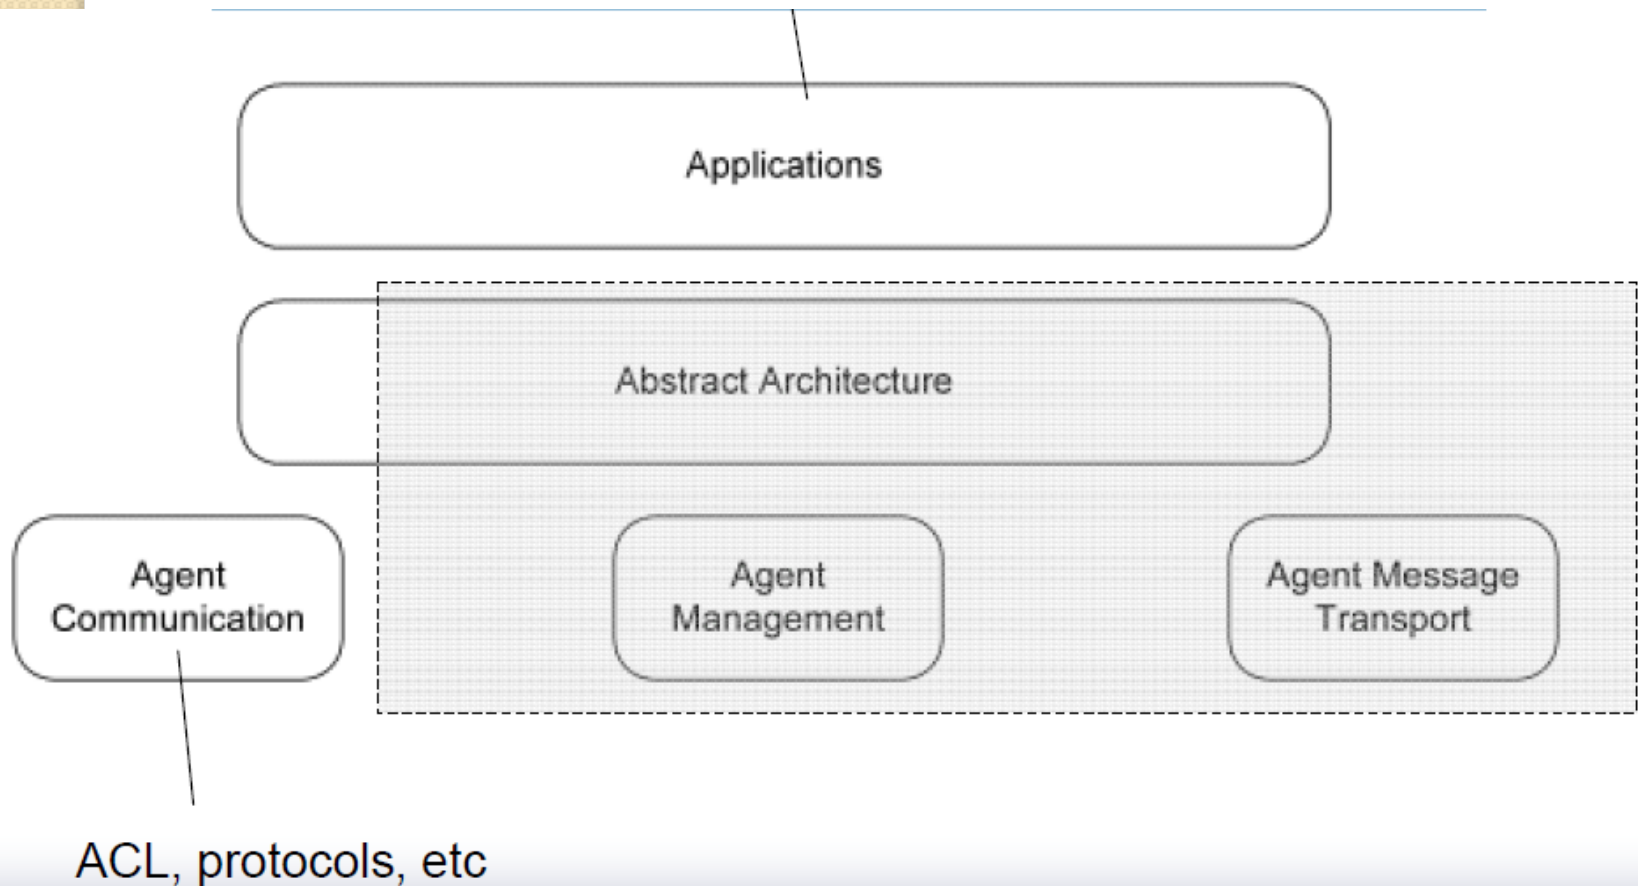 Applications
Abstract Architecture
Agent
Communication
Agent
Management
Agent Message
Transport
ACL, protocols, etc